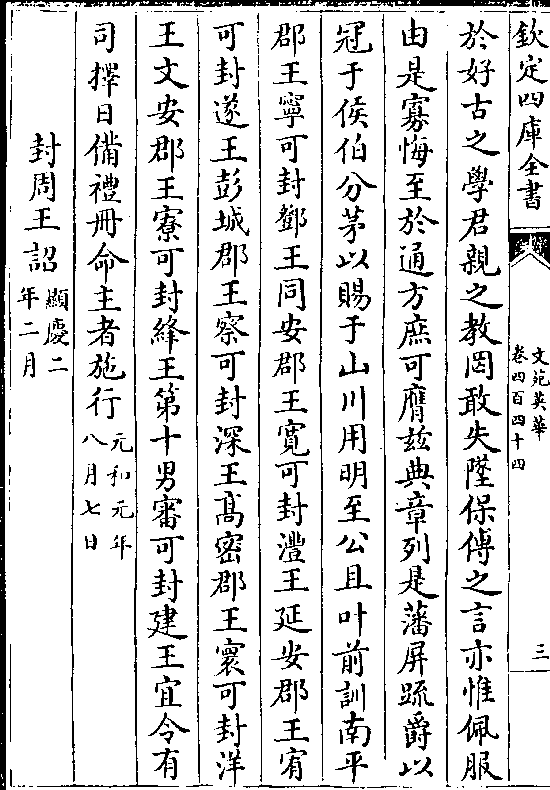 欽定四庫全書
文苑英華
卷四百四十四
三
於好古之學君親之教罔敢失墜保傅之言亦惟佩服
由是寡悔至於通方庶可膺兹典章列是藩屏疏爵以
冠于侯伯分茅以賜于山川用明至公且叶前訓南平
郡王寧可封鄧王同安郡王寛可封澧王延安郡王宥
可封遂王彭城郡王察可封深王髙密郡王寰可封洋
王文安郡王寮可封絳王第十男審可封建王宜令有
司擇日備禮冊命主者施行元和元年
八月七日
封周王詔顯慶二
年二月